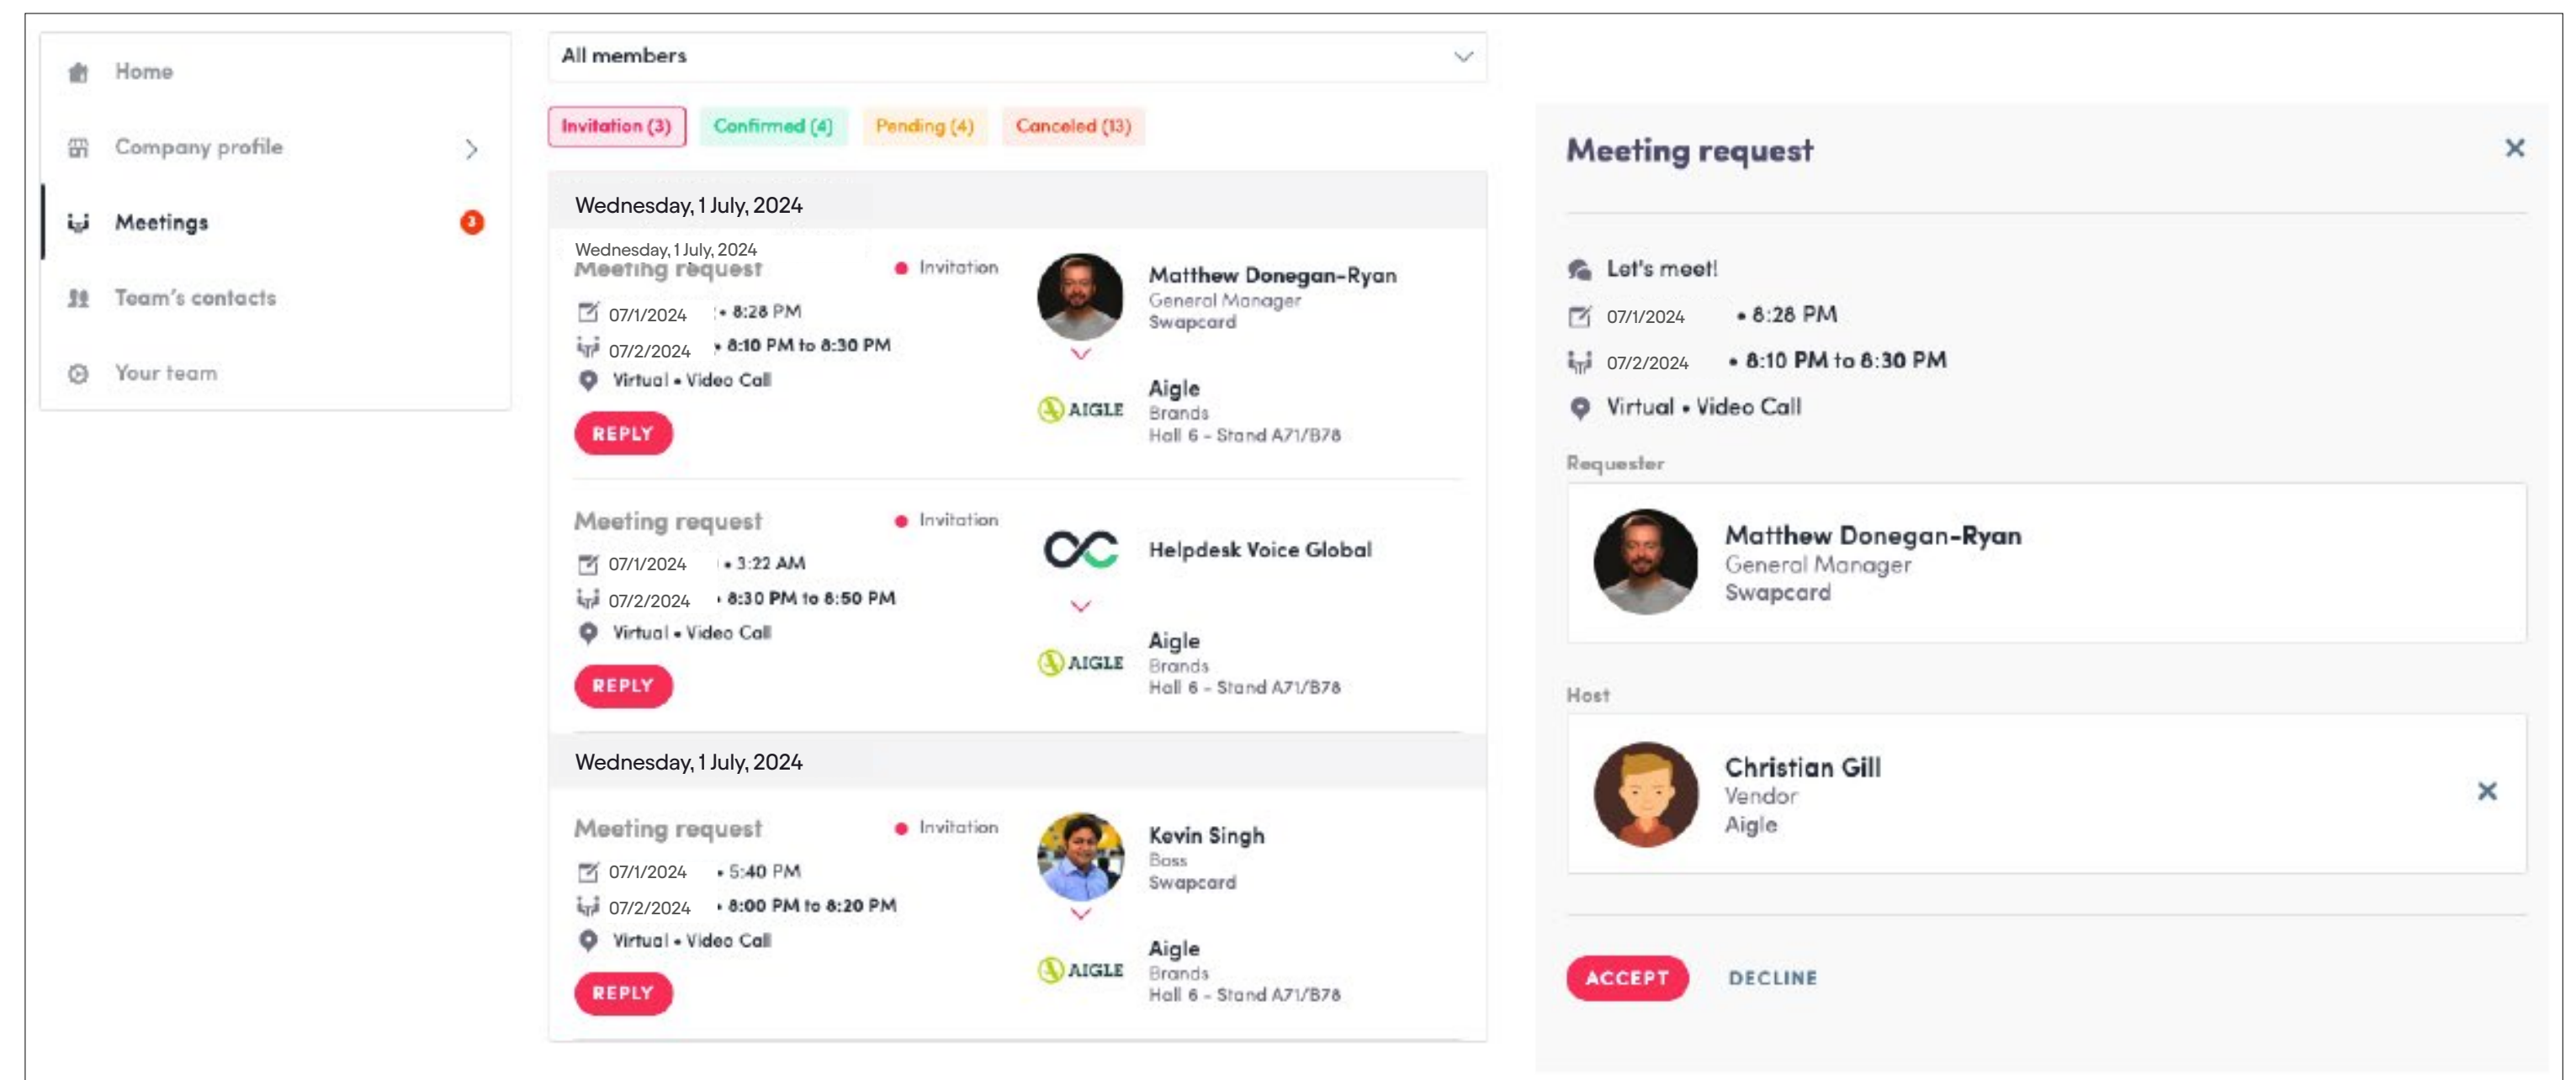 Home
Company profile
Meetings
3
Team's contacts
Your team
All members
Invitation (3)
Confirmed (4)
Pending (4)
Canceled (13)
Wednesday, 1 July, 2024
Wednesday, 1 July, 2024
Meeting request
Invitation
07/1/2024 • 8:28 PM
07/2/2024 • 8:10 PM to 8:30 PM
Virtual • Video Call
REPLY
Matthew Donegan-Ryan
General Manager
Swapcard
AIGLE
Aigle
Brands
Hall 6 - Stand A71/B78
Meeting request
Invitation
07/1/2024 • 3:22 AM
07/2/2024 • 8:30 PM to 8:50 PM
Virtual • Video Call
REPLY
Helpdesk Voice Global
AIGLE
Aigle
Brands
Hall 6 - Stand A71/B78
Wednesday, 1 July, 2024
Meeting request
Invitation
07/1/2024 • 5:40 PM
07/2/2024 • 8:00 PM to 8:20 PM
Virtual • Video Call
REPLY
Kevin Singh
Boss
Swapcard
AIGLE
Aigle
Brands
Hall 6 - Stand A71/B78
Meeting request
Let's meet!
07/1/2024 • 8:28 PM
07/2/2024 • 8:10 PM to 8:30 PM
Virtual • Video Call
Requester
Matthew Donegan-Ryan
General Manager
Swapcard
Host
Christian Gill
Vendor
Aigle
ACCEPT
DECLINE